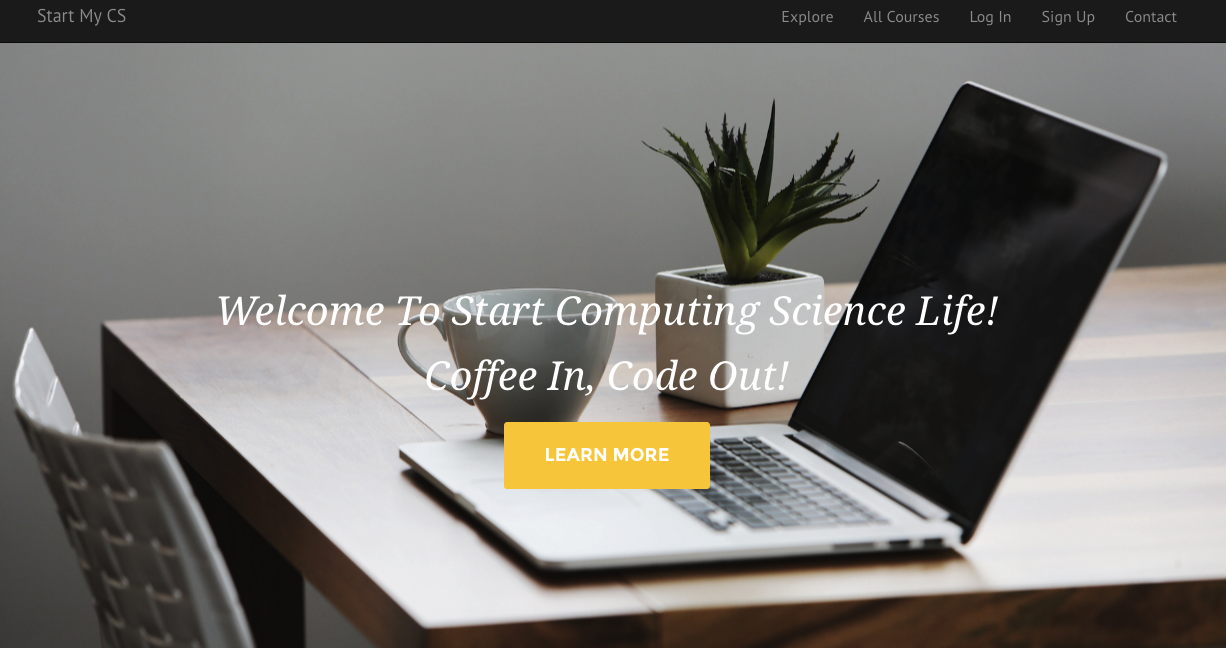 Start My CS
Explore All Courses Log In Sign Up Contact
Welcome To Start Computing Science Life!
Coffee In, Code Out!
LEARN MORE